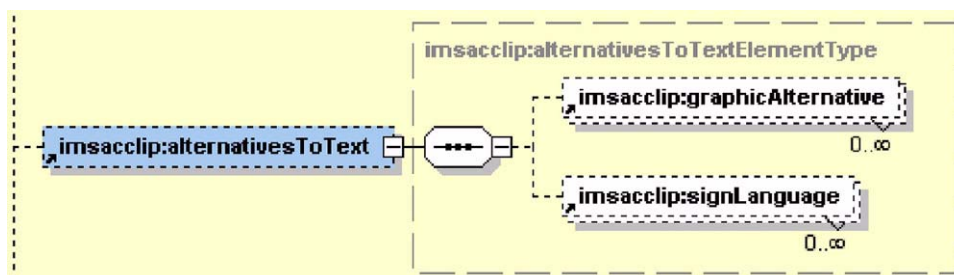 imsacclip:alternativesToTextElementType
imsacclip:graphicAlternative
0..∞
imsacclip:alternativesToText
imsacclip:signLanguage
0..∞